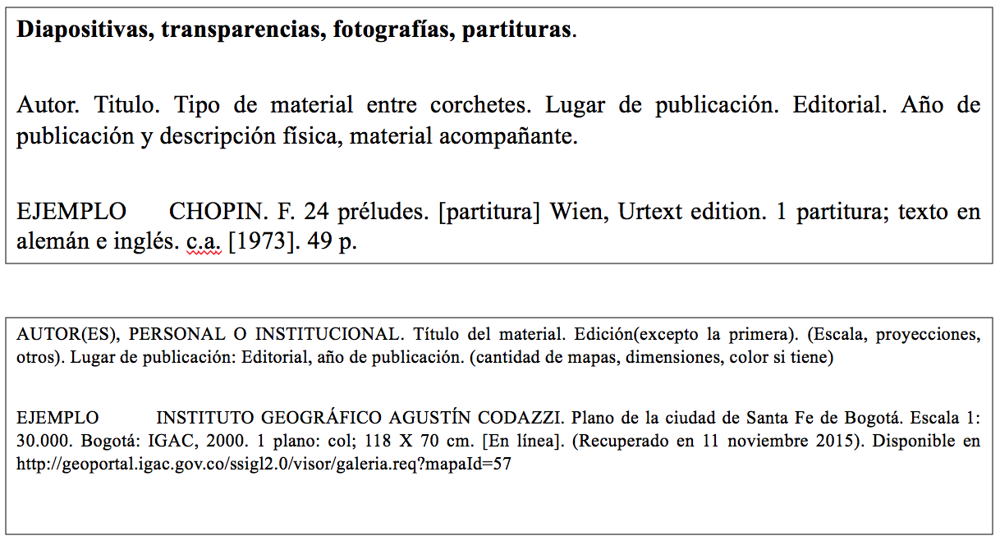 Diapositivas, transparencias, fotografías, partituras.
Autor. Titulo. Tipo de material entre corchetes. Lugar de publicación. Editorial. Año de
publicación y descripción física, material acompañante.
EJEMPLO CHOPIN. F. 24 préludes. [partitura] Wien, Urtext edition. 1 partitura; texto en
alemán e inglés. c.a. [1973]. 49 p.
AUTOR(ES), PERSONAL O INSTITUCIONAL. Título del material. Edición(excepto la primera). (Escala, proyecciones,
otros). Lugar de publicación: Editorial, año de publicación. (cantidad de mapas, dimensiones, color si tiene)
EJEMPLO INSTITUTO GEOGRÁFICO AGUSTÍN CODAZZI. Plano de la ciudad de Santa Fe de Bogotá. Escala 1:
30.000. Bogotá: IGAC, 2000. 1 plano: col; 118 X 70 cm. [En línea]. (Recuperado en 11 noviembre 2015). Disponible en
http://geoportal.igac.gov.co/ssigl2.0/visor/galeria.req?mapaId=57